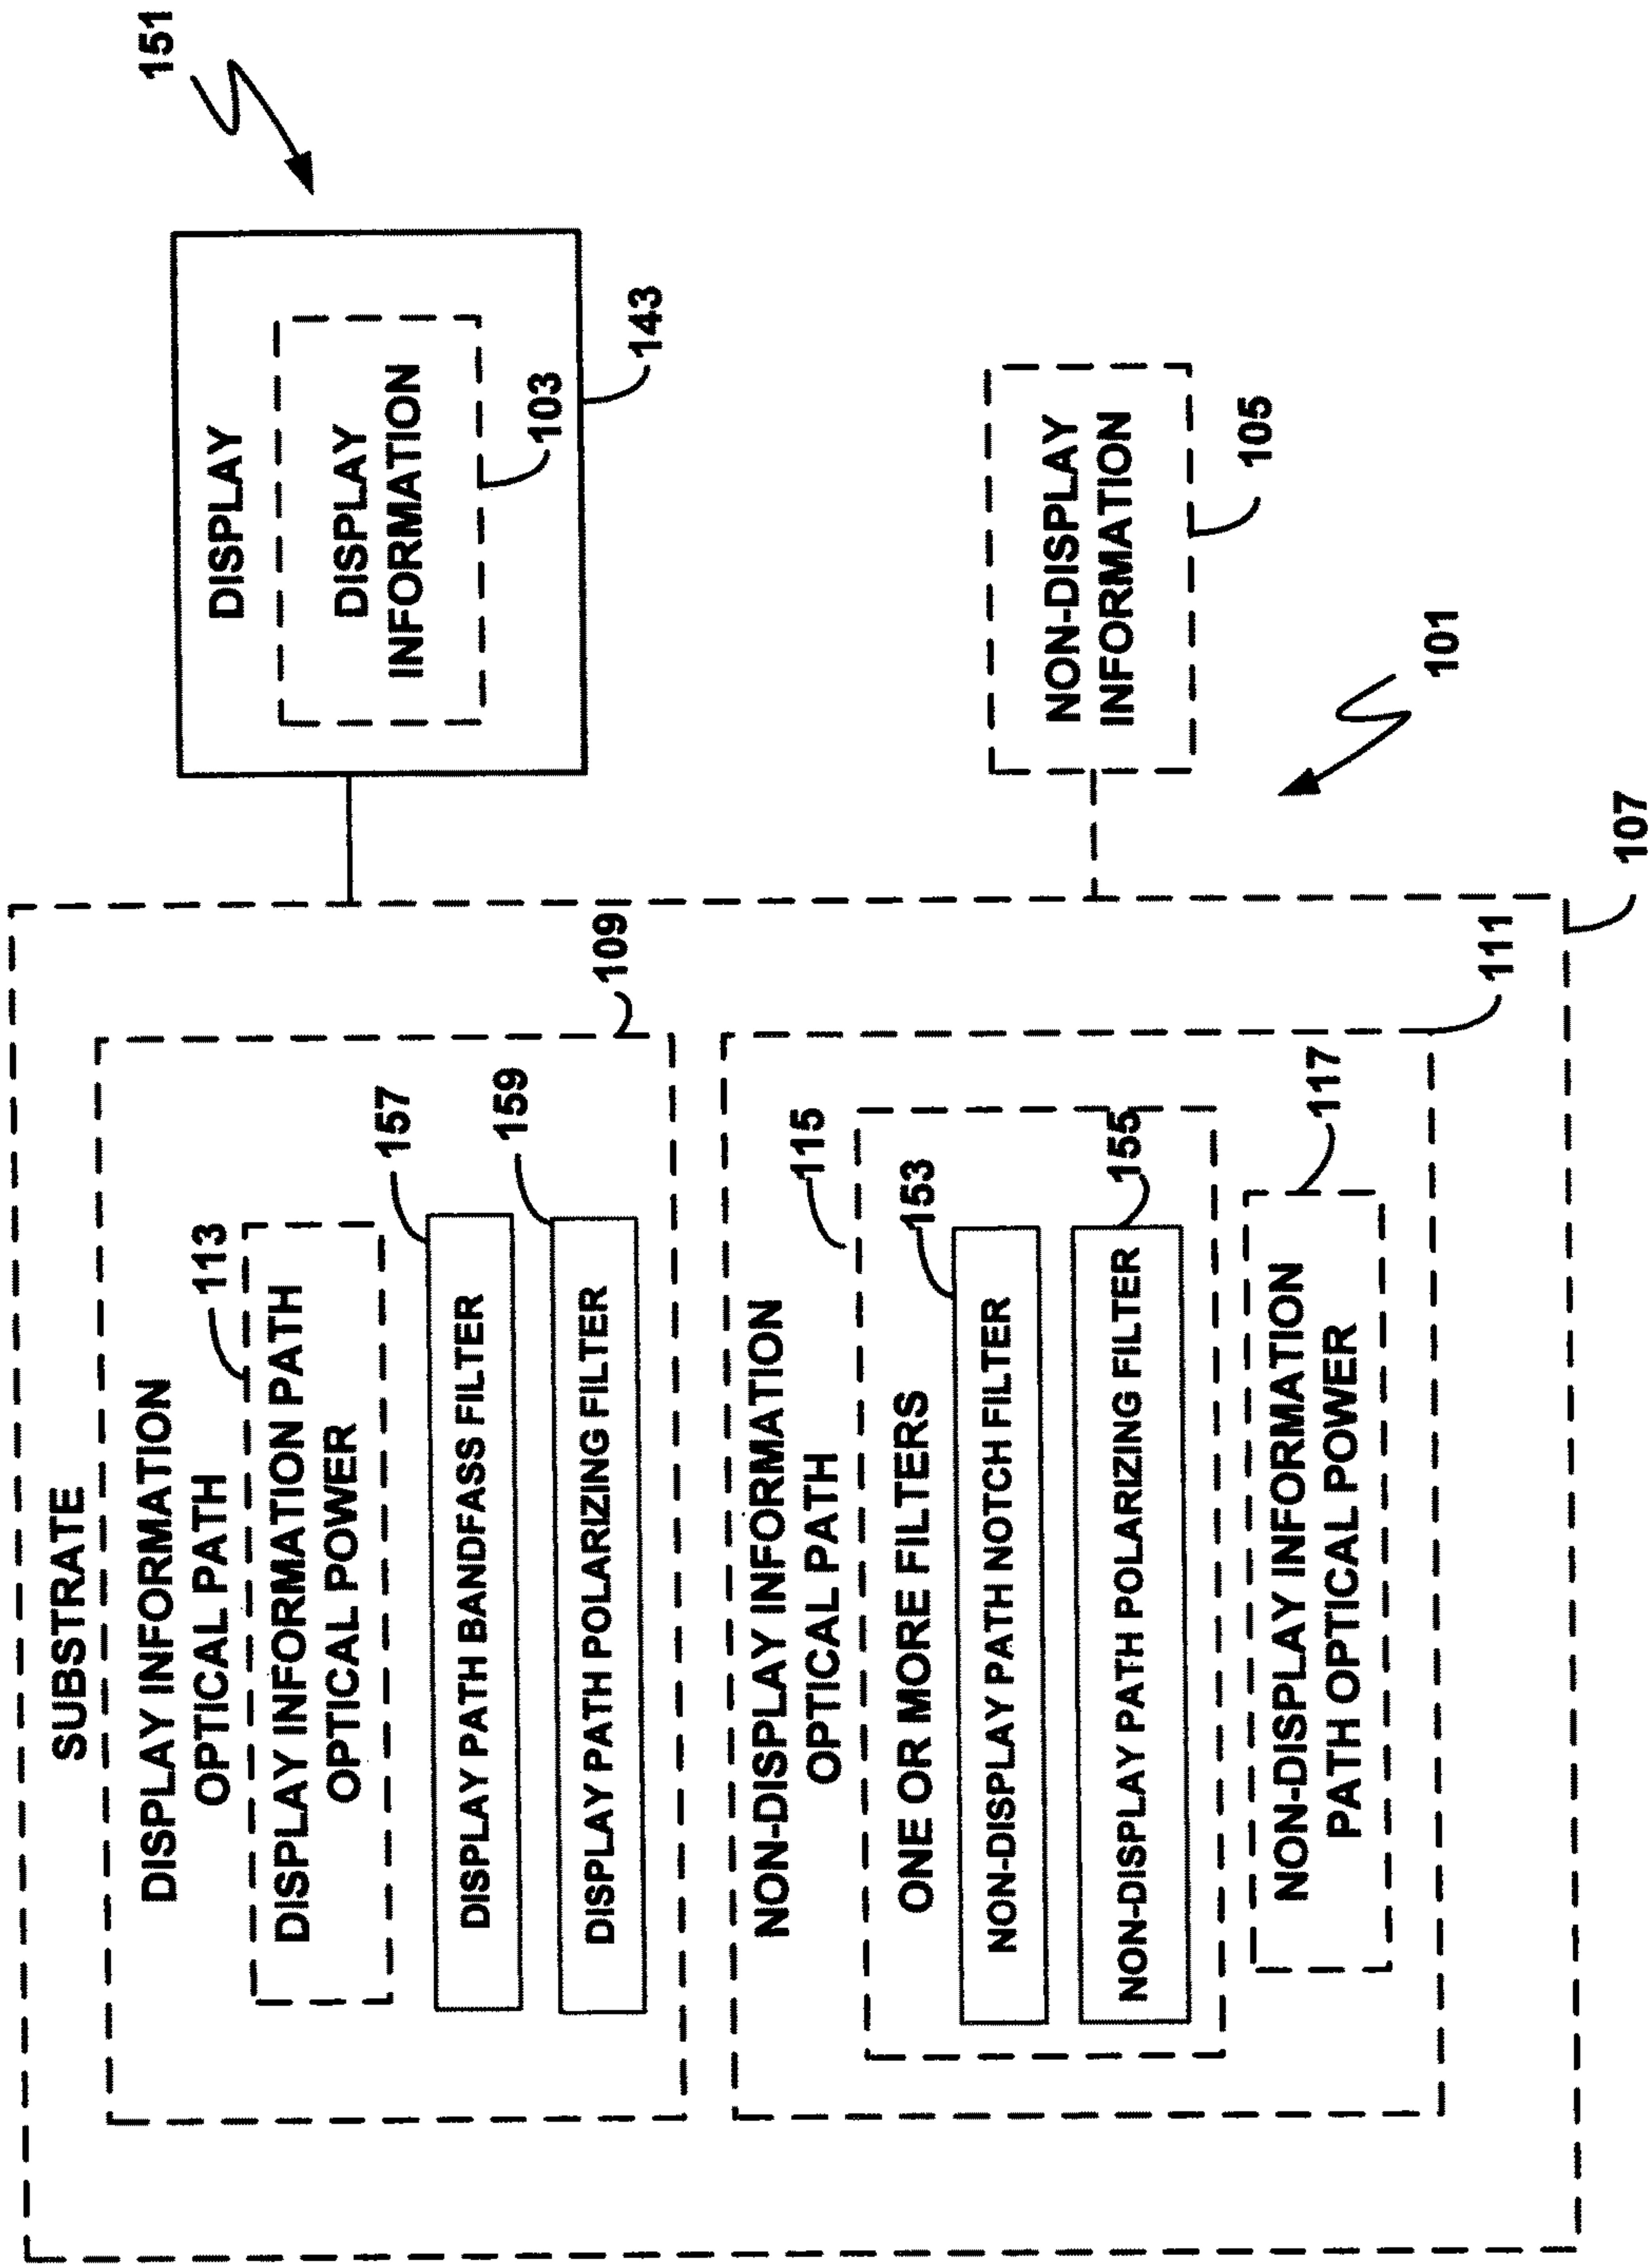 SUBSTRATE
DISPLAY INFORMATION
OPTICAL PATH
113
DISPLAY INFORMATION PATH
OPTICAL POWER
157
DISPLAY PATH BANDFASS FILTER
159
DISPLAY PATH POLARIZING FILTER
109
NON-DISPLAY INFORMATION
OPTICAL PATH
115
ONE OR MORE FILTERS
153
NON-DISPLAY PATH NOTCH FILTER
155
NON-DISPLAY PATH POLARIZING FILTER
117
NON-DISPLAY INFORMATION
PATH OPTICAL POWER
111
107
151
DISPLAY
DISPLAY
INFORMATION
103
143
NON-DISPLAY
INFORMATION
105
101